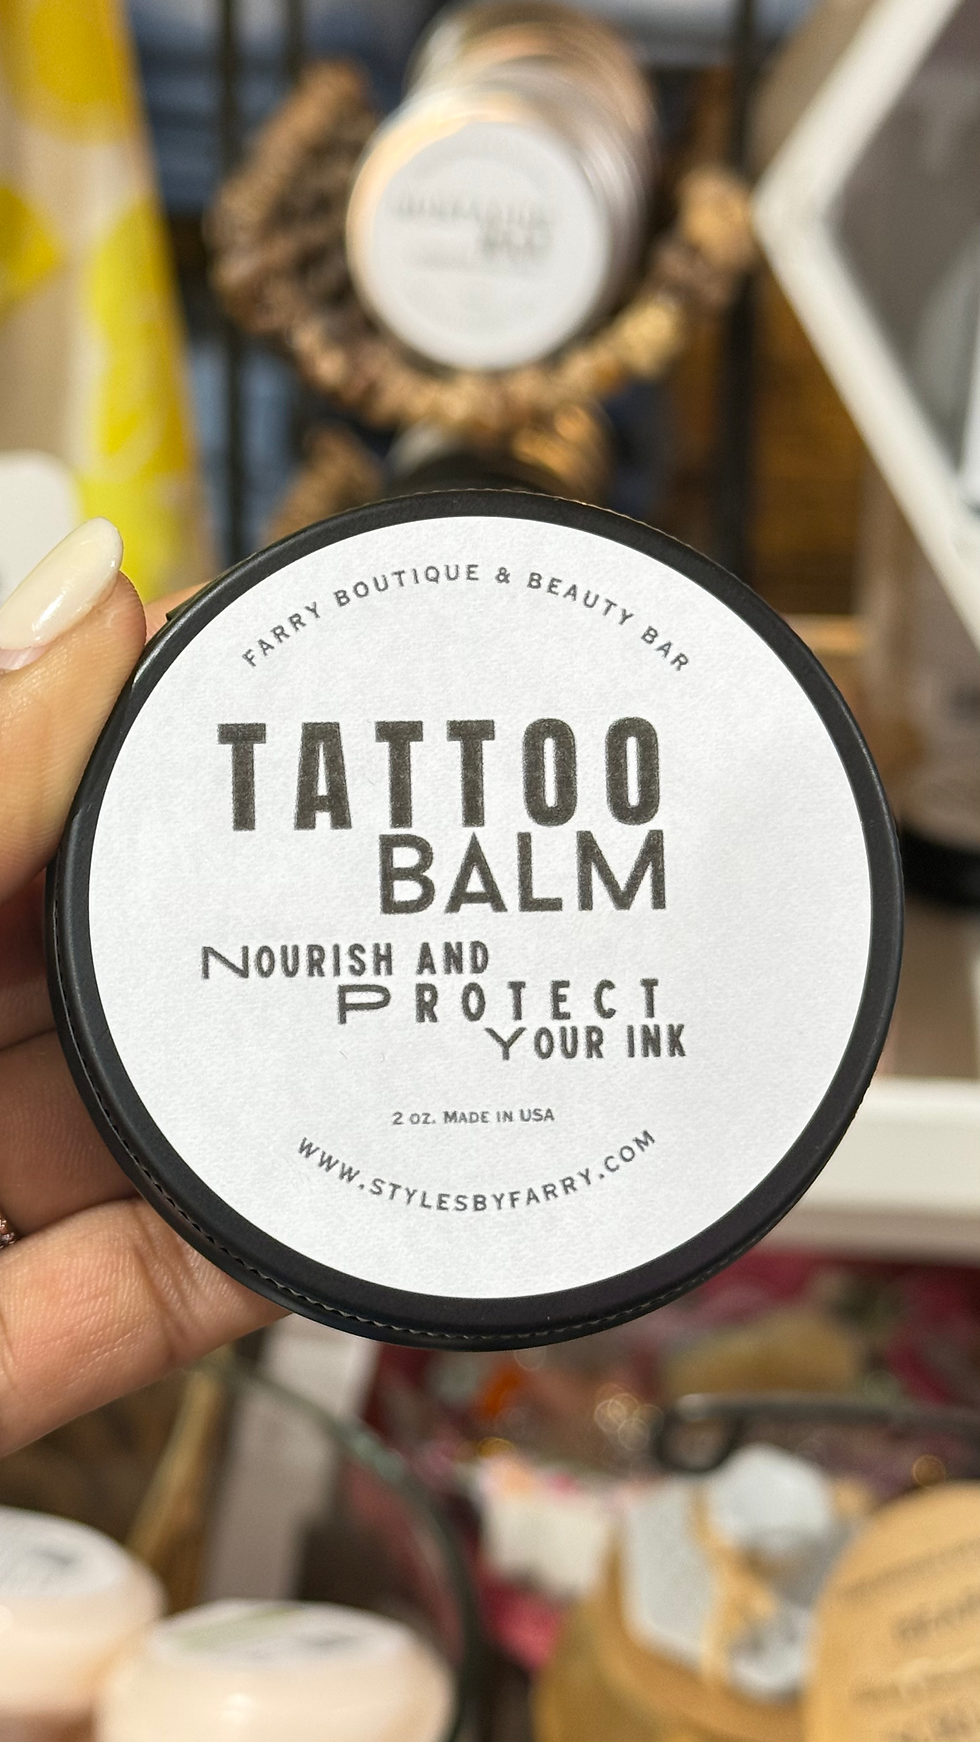 FARRY BOUTIQUE & BEAUTY BAR
TATTOO
BALM
NOURISH AND
PROTECT
YOUR INK
2 OZ. MADE IN USA
WWW.STYLESBYFARRY.COM